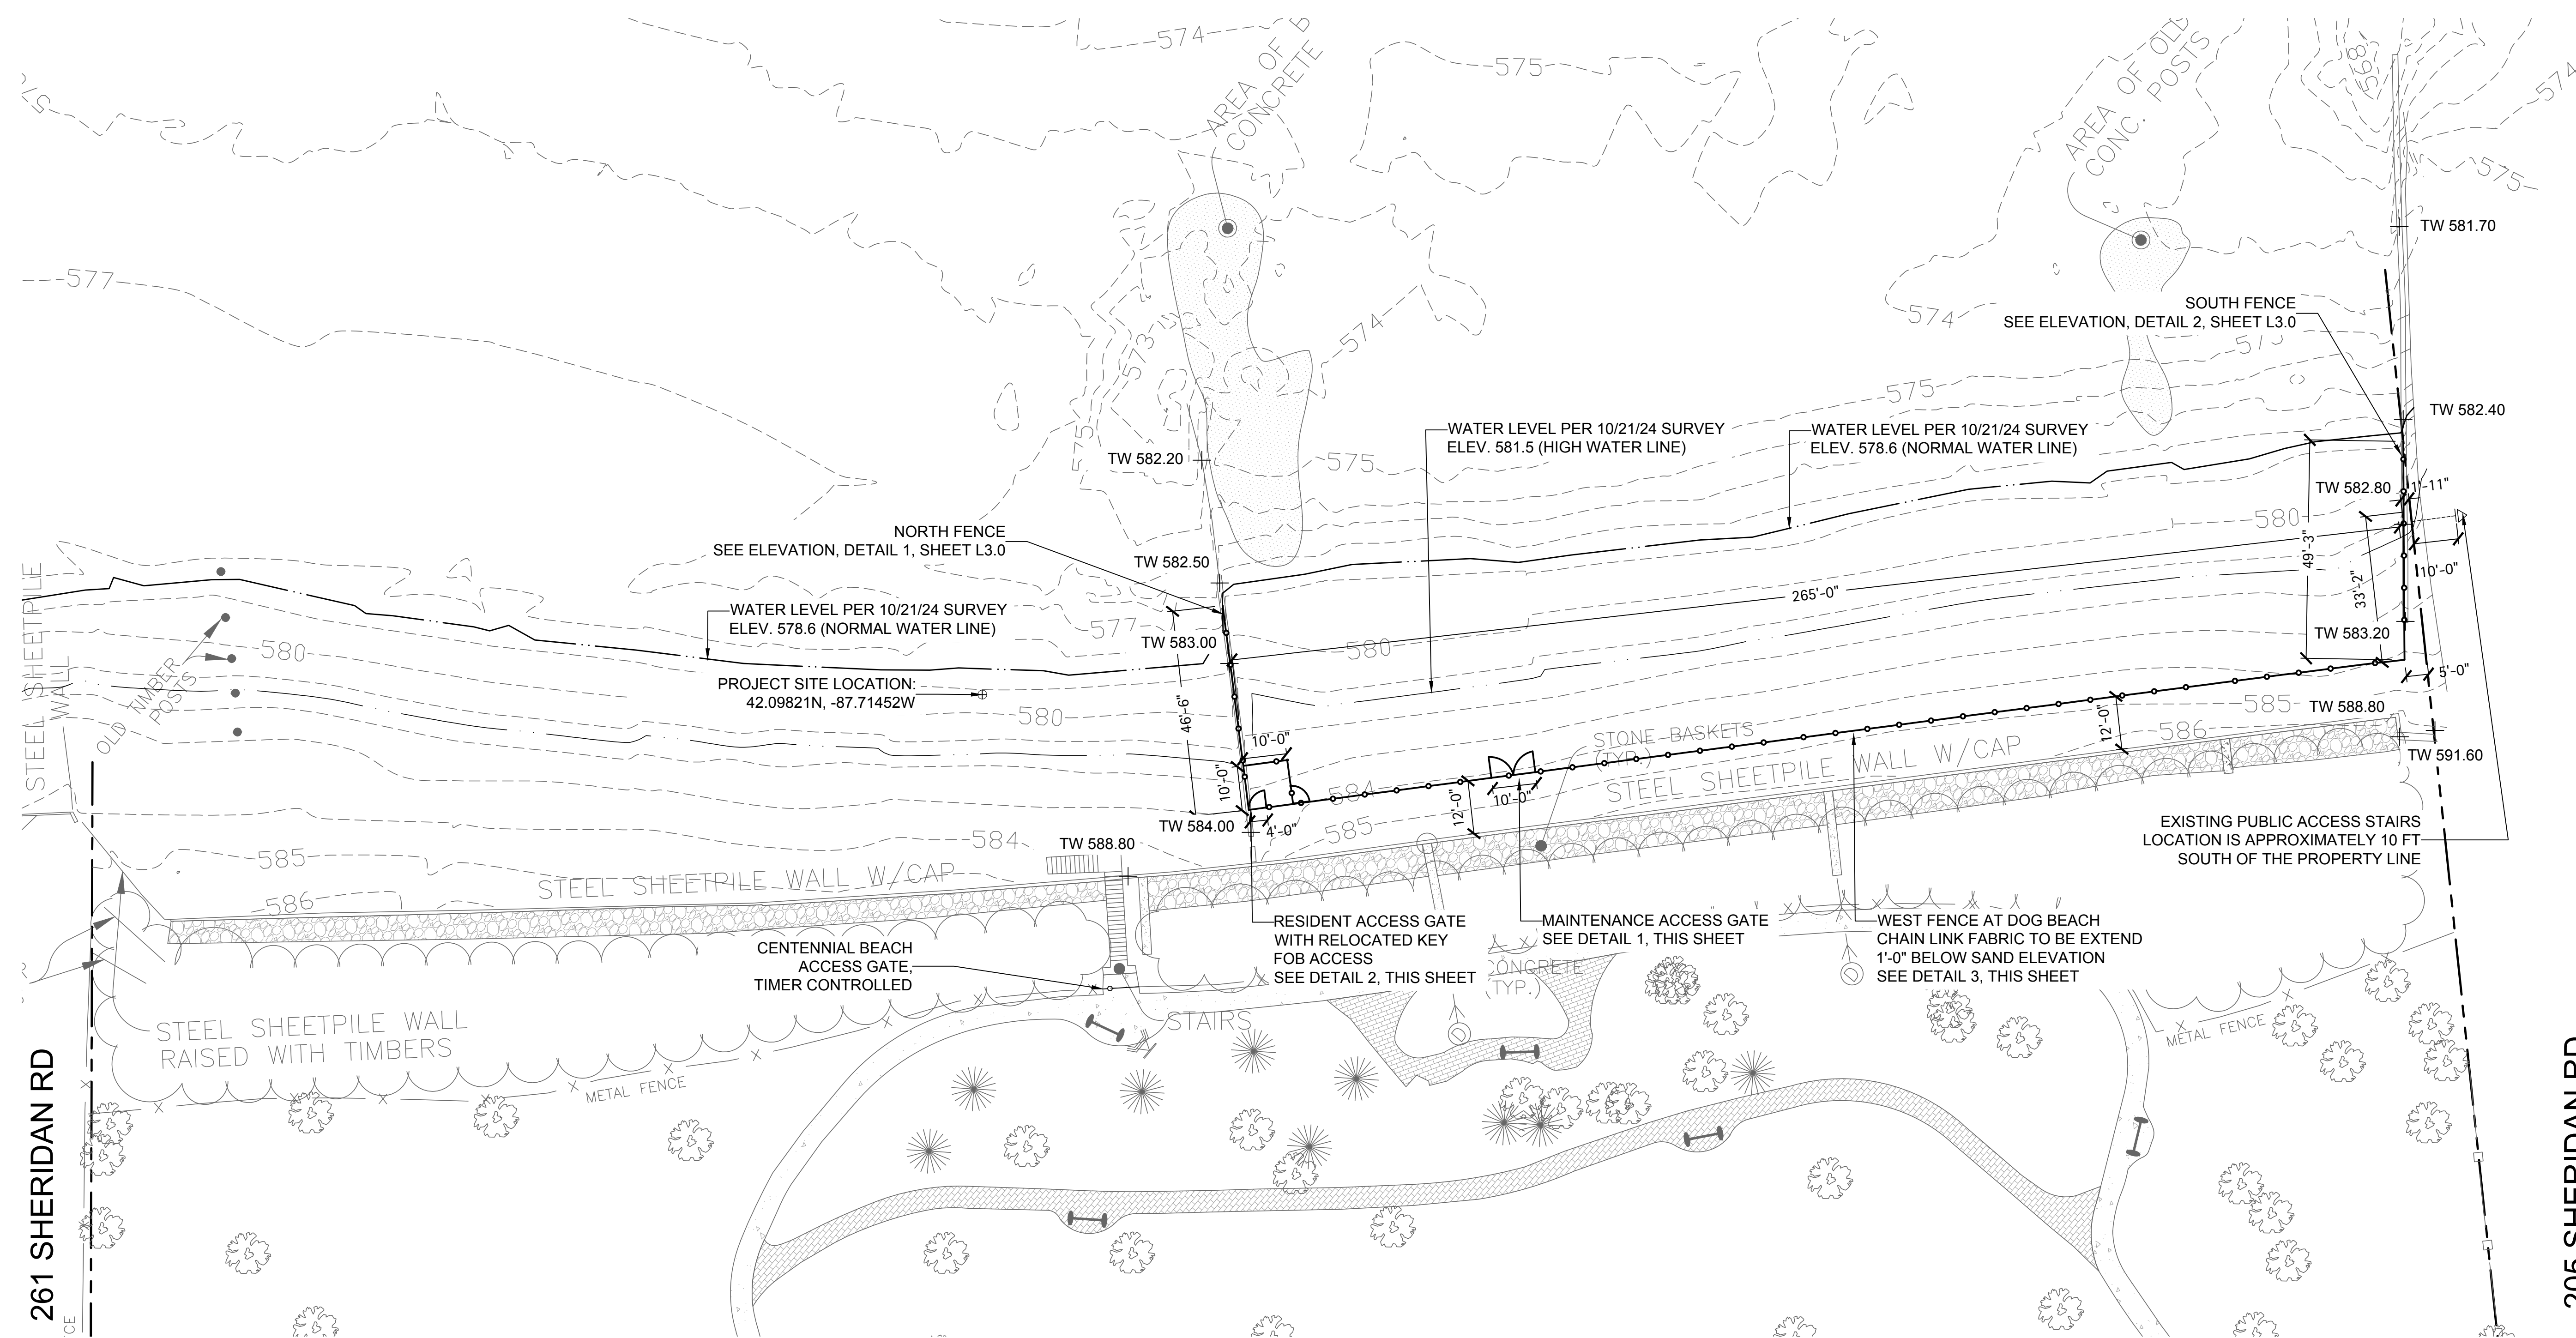 574
575
AREA OF B
CONCRETE
AREA OF OLD
CONC. POSTS
568
574
575
575
577
574
573
575
574
575
575
TW 581.70
SOUTH FENCE
SEE ELEVATION, DETAIL 2, SHEET L3.0
TW 582.40
WATER LEVEL PER 10/21/24 SURVEY
ELEV. 581.5 (HIGH WATER LINE)
WATER LEVEL PER 10/21/24 SURVEY
ELEV. 578.6 (NORMAL WATER LINE)
TW 582.20
575
TW 582.80
1'-11"
580
49'-3"
33'-2"
10'-0"
NORTH FENCE
SEE ELEVATION, DETAIL 1, SHEET L3.0
TW 582.50
265'-0"
WATER LEVEL PER 10/21/24 SURVEY
ELEV. 578.6 (NORMAL WATER LINE)
577
TW 583.00
580
TW 583.20
5'-0"
STEEL SHEETPILE
WALL
OLD TIMBER
POSTS
580
PROJECT SITE LOCATION:
42.09821N, -87.71452W
580
46'-6"
10'-0"
10'-0"
4'-0"
TW 584.00
584
585
12'-0"
10'-0"
STONE BASKETS
(TYP.)
STEEL SHEETPILE WALL W/CAP
12'-0"
585
586
TW 588.80
TW 591.60
EXISTING PUBLIC ACCESS STAIRS
LOCATION IS APPROXIMATELY 10 FT
SOUTH OF THE PROPERTY LINE
584
TW 588.80
585
586
STEEL SHEETPILE WALL W/CAP
CENTENNIAL BEACH
ACCESS GATE,
TIMER CONTROLLED
RESIDENT ACCESS GATE
WITH RELOCATED KEY
FOB ACCESS
SEE DETAIL 2, THIS SHEET
MAINTENANCE ACCESS GATE
SEE DETAIL 1, THIS SHEET
CONCRETE
(TYP.)
WEST FENCE AT DOG BEACH
CHAIN LINK FABRIC TO BE EXTEND
1'-0" BELOW SAND ELEVATION
SEE DETAIL 3, THIS SHEET
D
D
STAIRS
STEEL SHEETPILE WALL
RAISED WITH TIMBERS
METAL FENCE
METAL FENCE
261 SHERIDAN RD
205 SHERIDAN RD